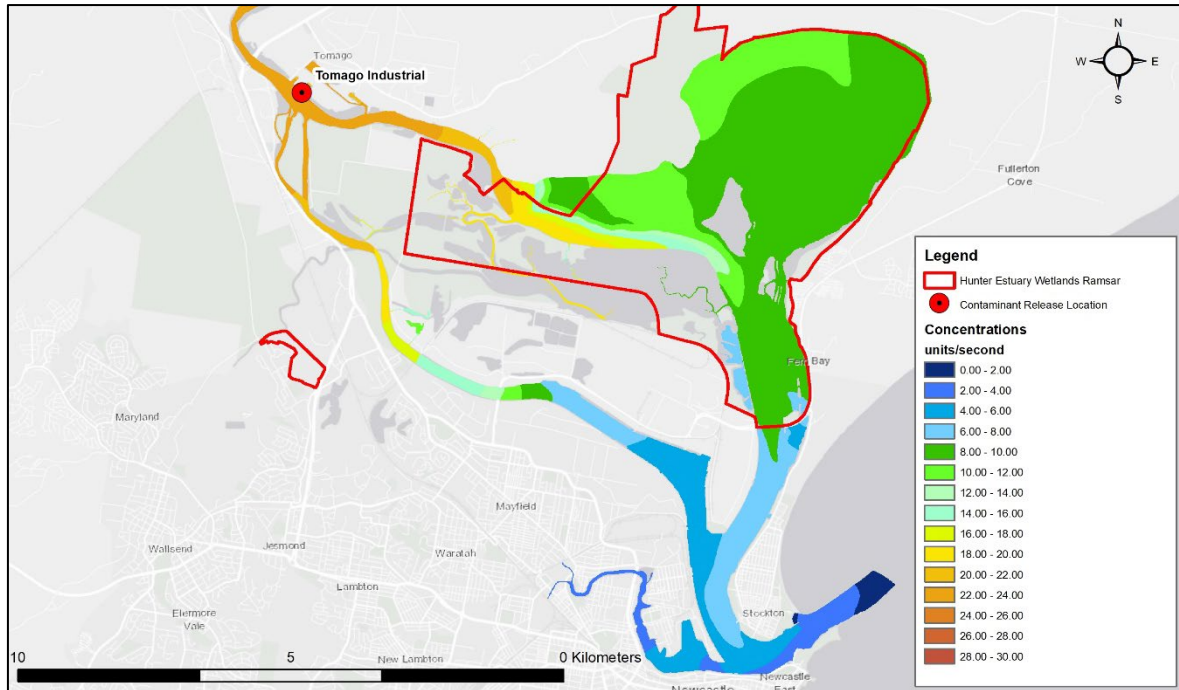 N
W E
S
Tomago
Tomago Industrial
Fullerton
Cove
Legend
Hunter Estuary Wetlands Ramsar
Contaminant Release Location
Concentrations
units/second
0.00 - 2.00
2.00 - 4.00
4.00 - 6.00
6.00 - 8.00
8.00 - 10.00
10.00 - 12.00
12.00 - 14.00
14.00 - 16.00
16.00 - 18.00
18.00 - 20.00
20.00 - 22.00
22.00 - 24.00
24.00 - 26.00
26.00 - 28.00
28.00 - 30.00
Fern Bay
Maryland
Mayfield
Wallsend
Jesmond
Waratah
Lambton
Elermore
Vale
Stockton
New Lambton
10 5 0 Kilometers
Newcastle
Newcastle
East